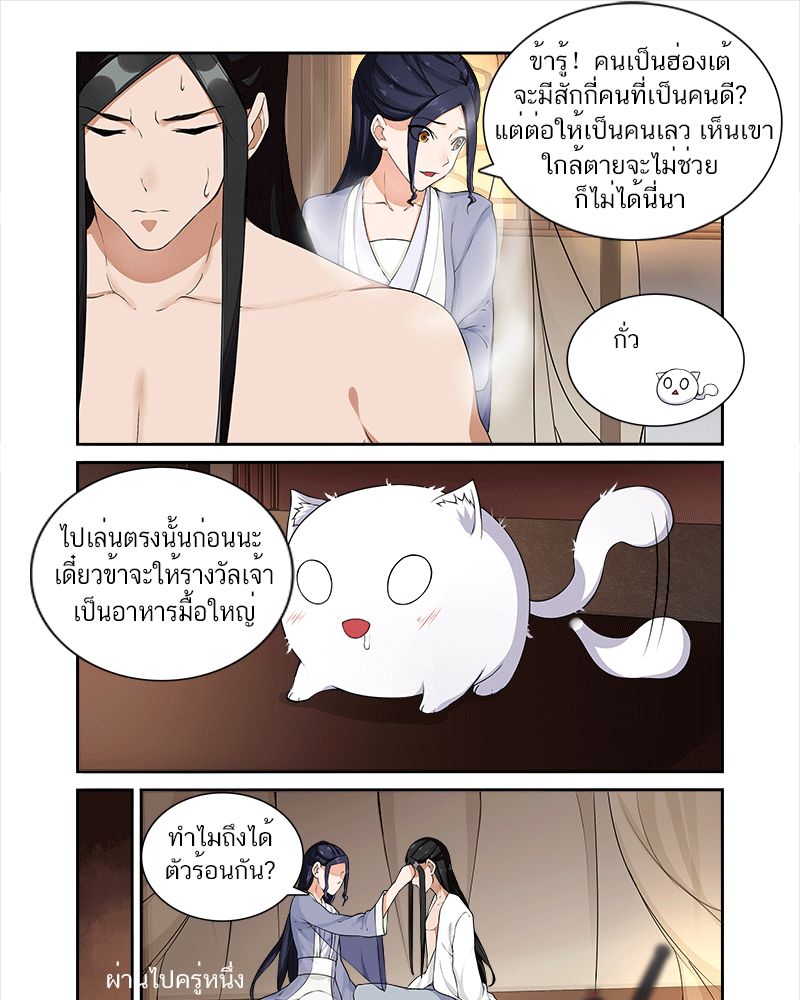 ข้ารู้! คนเป็นฮ่องเต้
จะมีสักกี่คนที่เป็นคนดี?
แต่ต่อให้เป็นคนเลว เห็นเขา
ใกล้ตายจะไม่ช่วย
ก็ไม่ได้นี่นา
กั่ว
ไปเล่นตรงนั้นก่อนนะ
เดี๋ยวข้าจะให้รางวัลเจ้า
เป็นอาหารมื้อใหญ่
ทำไมถึงได้
ตัวร้อนกัน?
ผ่านไปครู่หนึ่ง